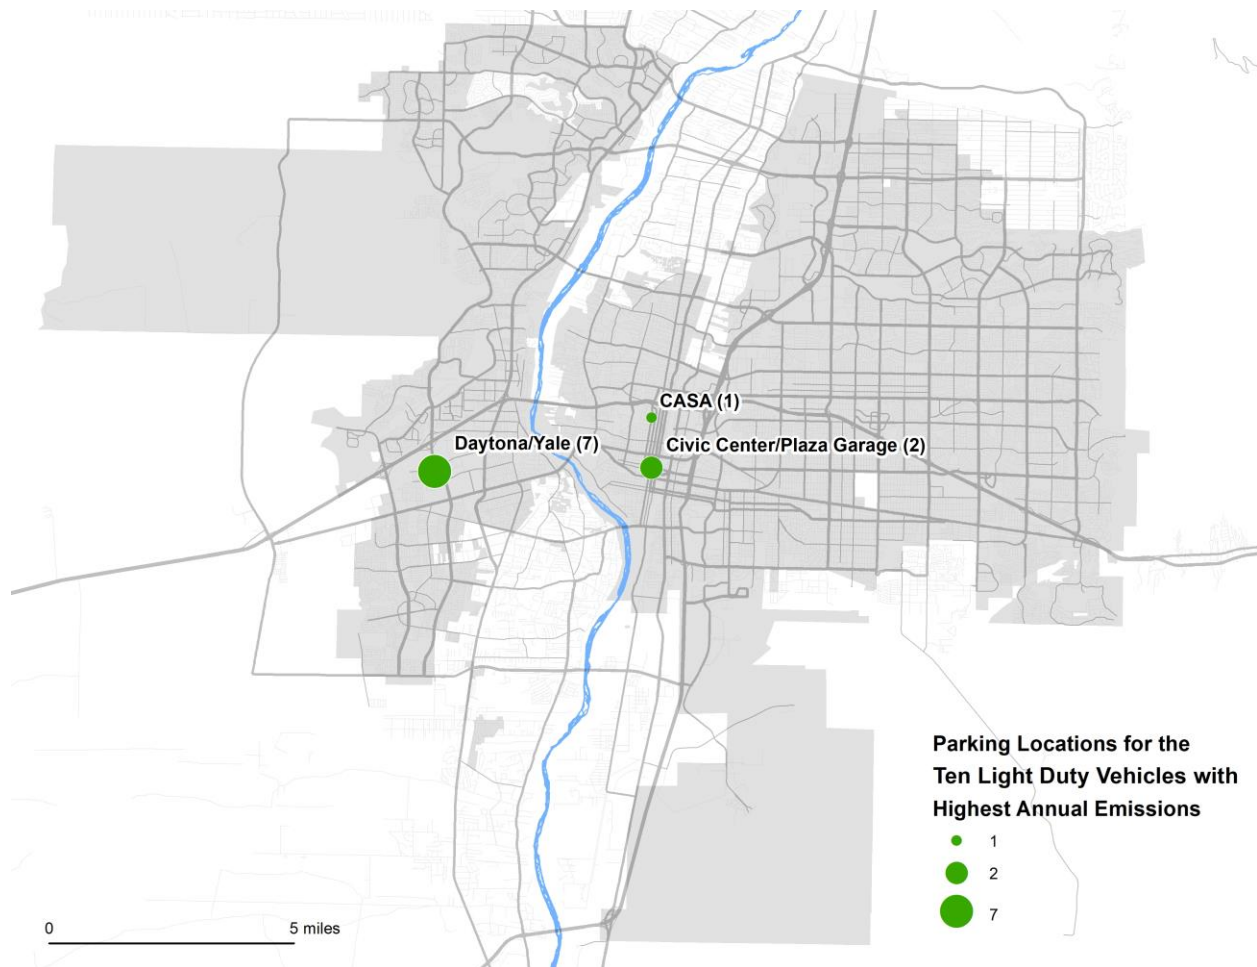 CASA (1)
Daytona/Yale (7)
Civic Center/Plaza Garage (2)
Parking Locations for the
Ten Light Duty Vehicles with
Highest Annual Emissions
1
2
7
0 5 miles